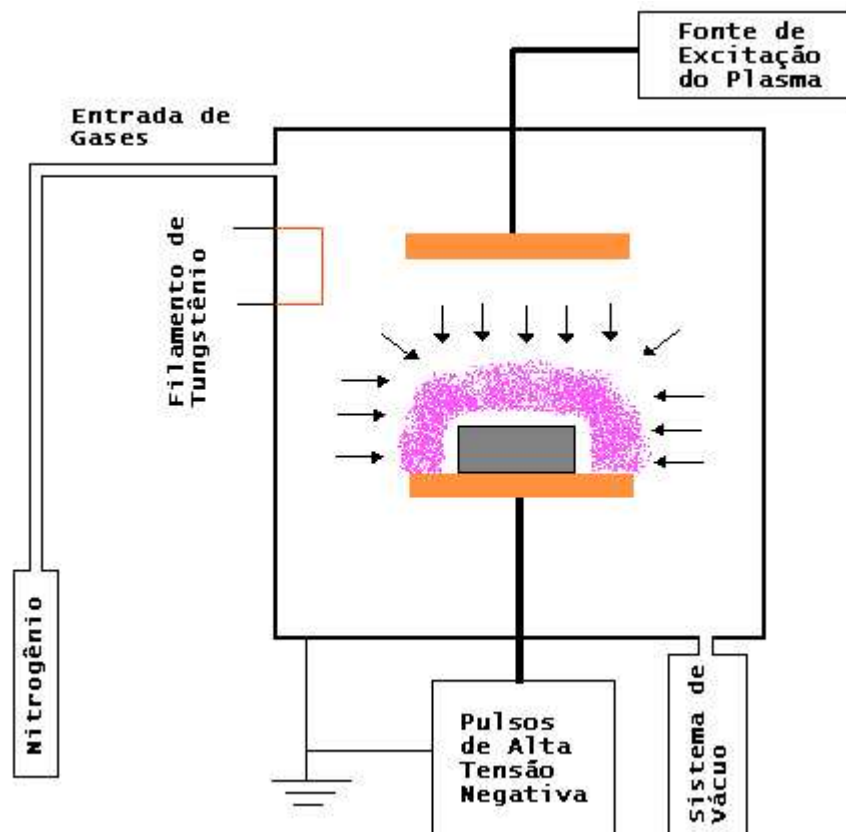 Fonte de
Excitação
do Plasma
Entrada de
Gases
Filamento de
Tungstênio
Nitrogênio
Pulsos
de Alta
Tensão
Negativa
Sistema de
Vácuo